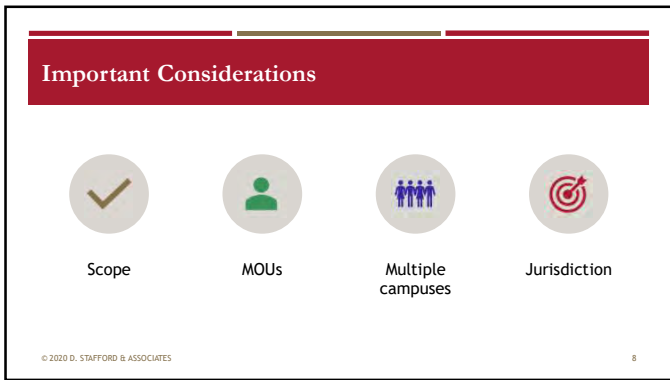 Important Considerations
Scope
MOUs
Multiple
campuses
Jurisdiction
© 2020 D. STAFFORD & ASSOCIATES
8